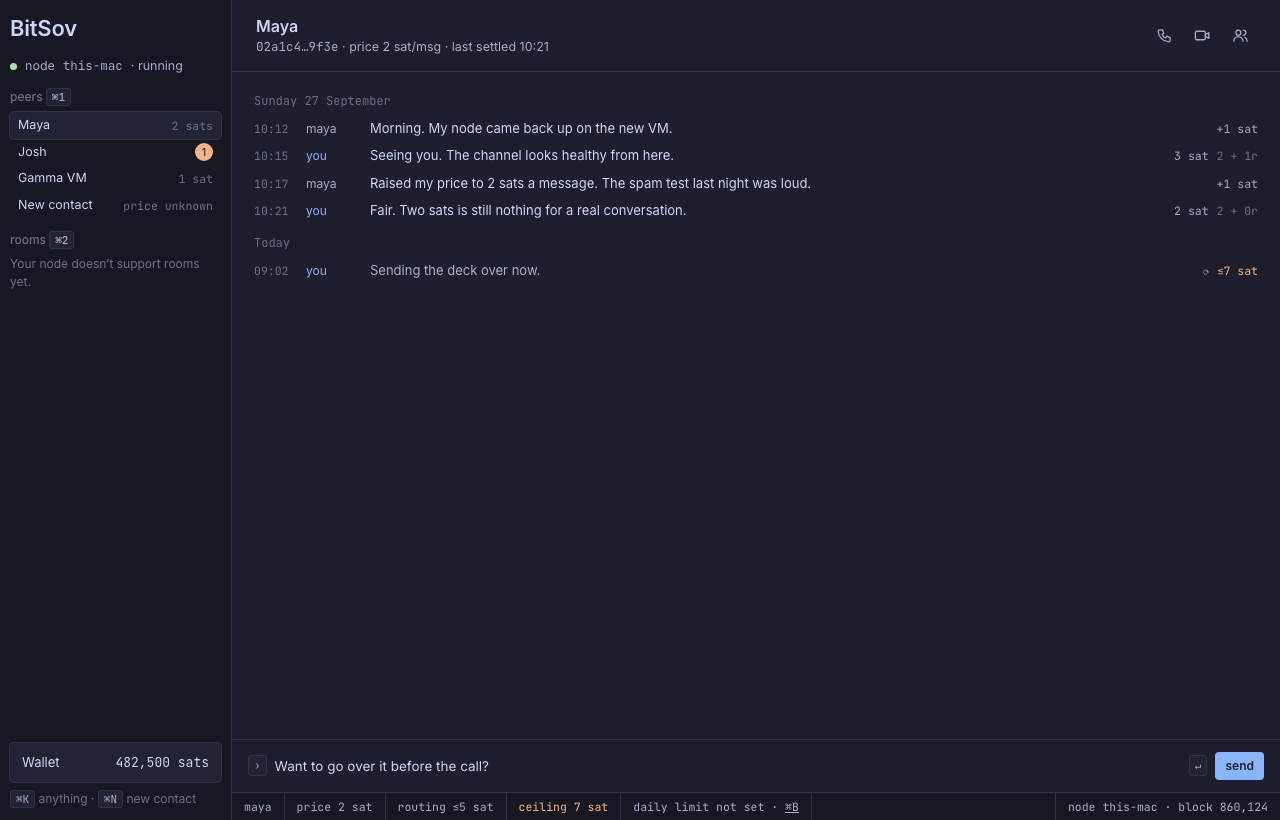 BitSov
node this-mac · running
peers ⌘1
Maya 2 sats
Josh 1
Gamma VM 1 sat
New contact price unknown
rooms ⌘2
Your node doesn’t support rooms
yet.
Wallet 482,500 sats
⌘K anything · ⌘N new contact
Maya
02a1c4…9f3e · price 2 sat/msg · last settled 10:21
Sunday 27 September
10:12 maya Morning. My node came back up on the new VM. +1 sat
10:15 you Seeing you. The channel looks healthy from here. 3 sat 2 + 1r
10:17 maya Raised my price to 2 sats a message. The spam test last night was loud. +1 sat
10:21 you Fair. Two sats is still nothing for a real conversation. 2 sat 2 + 0r
Today
09:02 you Sending the deck over now. ⟳ ≤7 sat
› Want to go over it before the call? ↵ send
maya price 2 sat routing ≤5 sat ceiling 7 sat daily limit not set · ⌘B node this-mac · block 860,124